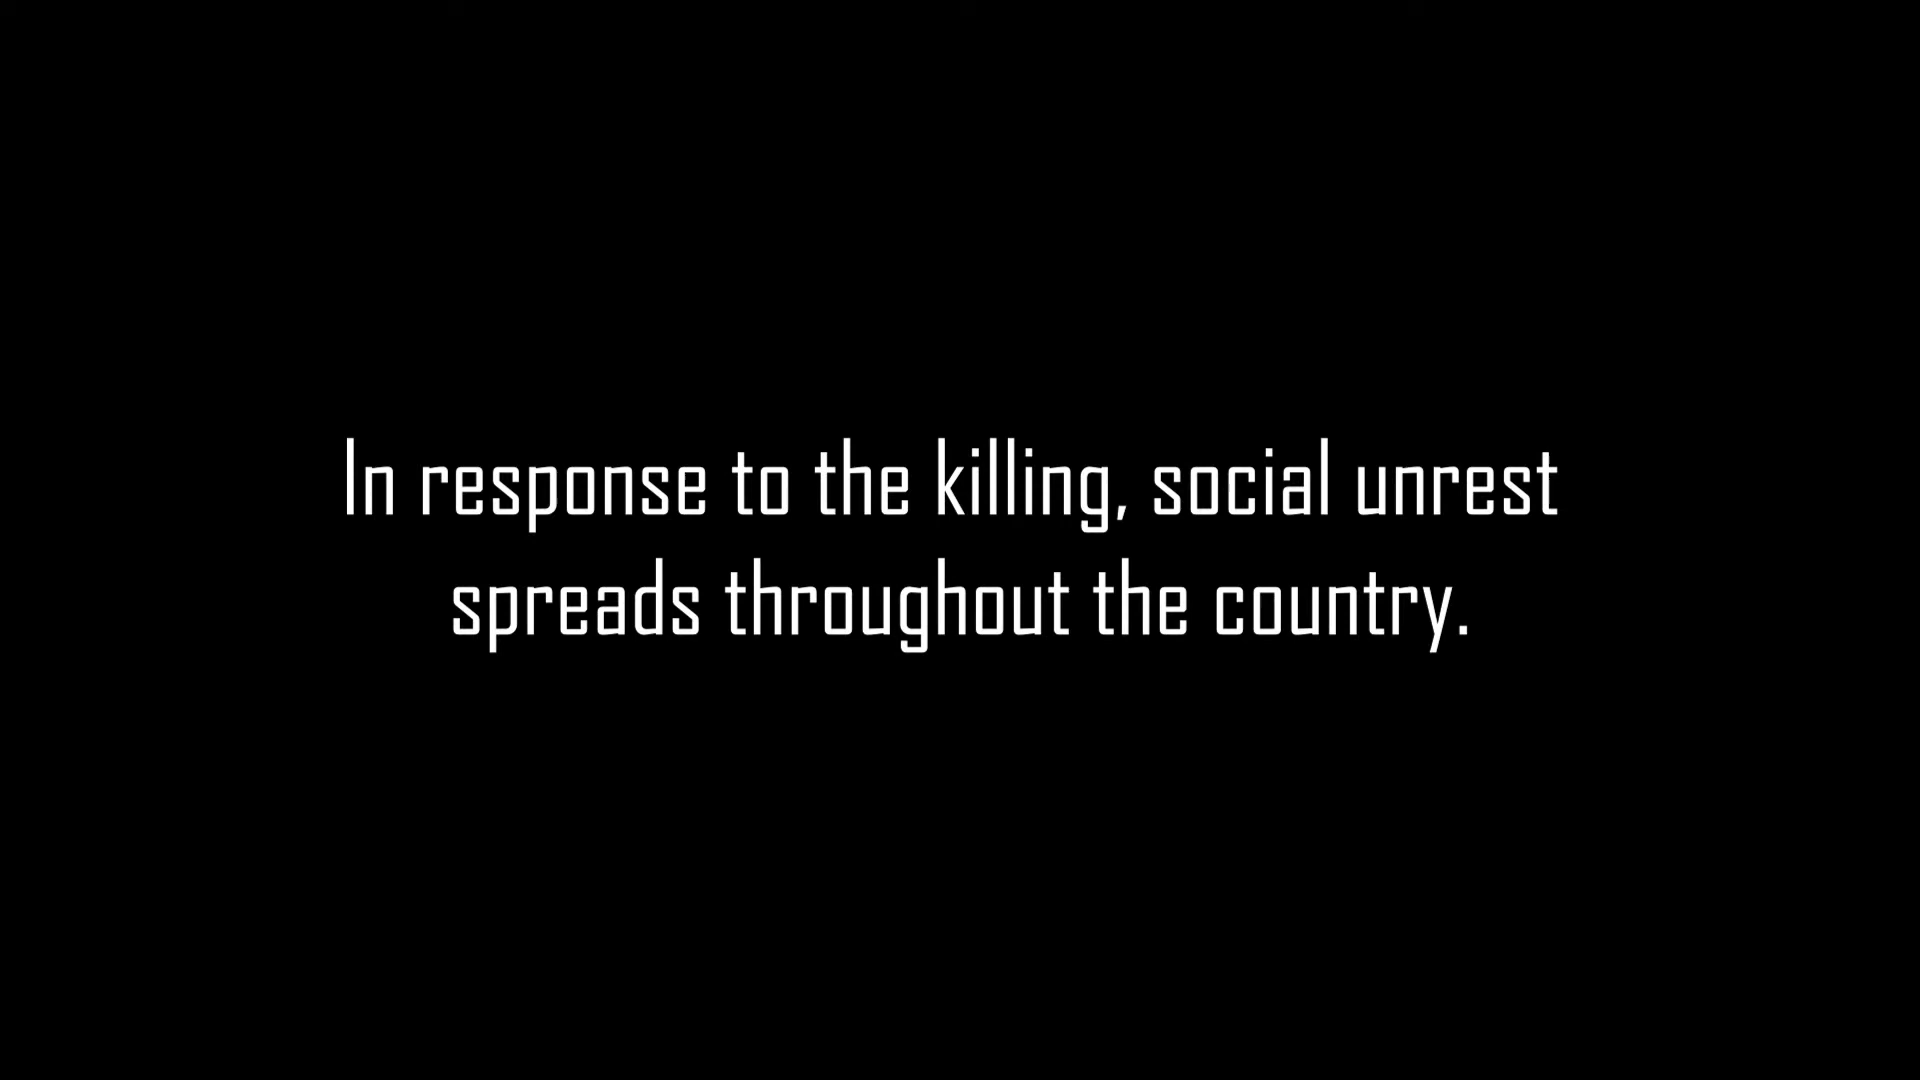 In response to the killing, social unrest
spreads throughout the country.